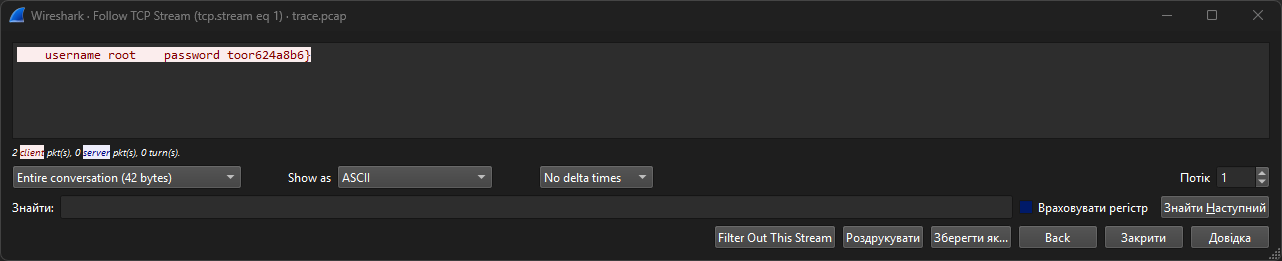 Wireshark · Follow TCP Stream (tcp.stream eq 1) · trace.pcap
username root    password toor624a8b6}
2 client pkt(s), 0 server pkt(s), 0 turn(s).
Entire conversation (42 bytes) Show as ASCII No delta times Потік 1
Знайти: Враховувати регістр Знайти Наступний
Filter Out This Stream Роздрукувати Зберегти як... Back Закрити Довідка